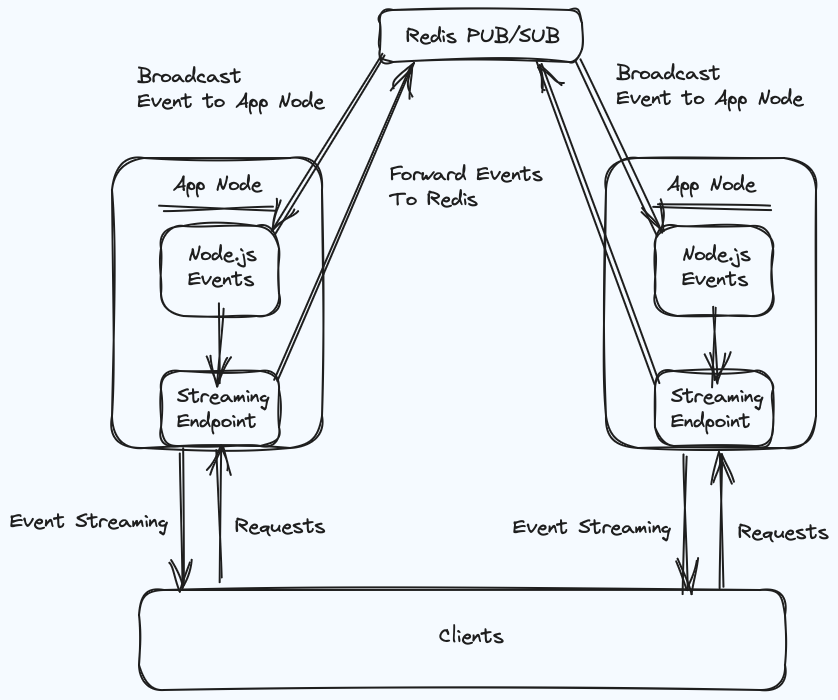 Redis PUB/SUB
Broadcast
Event to App Node
Broadcast
Event to App Node
Forward Events
To Redis
App Node
Node.js
Events
Streaming
Endpoint
App Node
Node.js
Events
Streaming
Endpoint
Event Streaming
Requests
Event Streaming
Requests
Clients